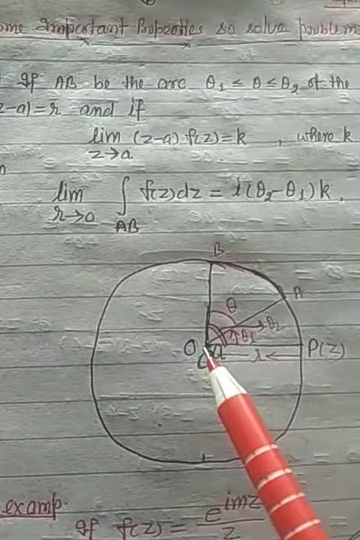 ome Important Properties to solve problems
If AB be the arc θ₁ ≤ θ ≤ θ₂ of the
z-a)=r and if
lim (z-a) f(z)=k , where k
z→a
lim ∫ f(z)dz = i(θ₂-θ₁)k.
r→0 AB
B
A
θ
θ₂
θ₁
O a r P(z)
examp.
If f(z) = e^{imz}/z